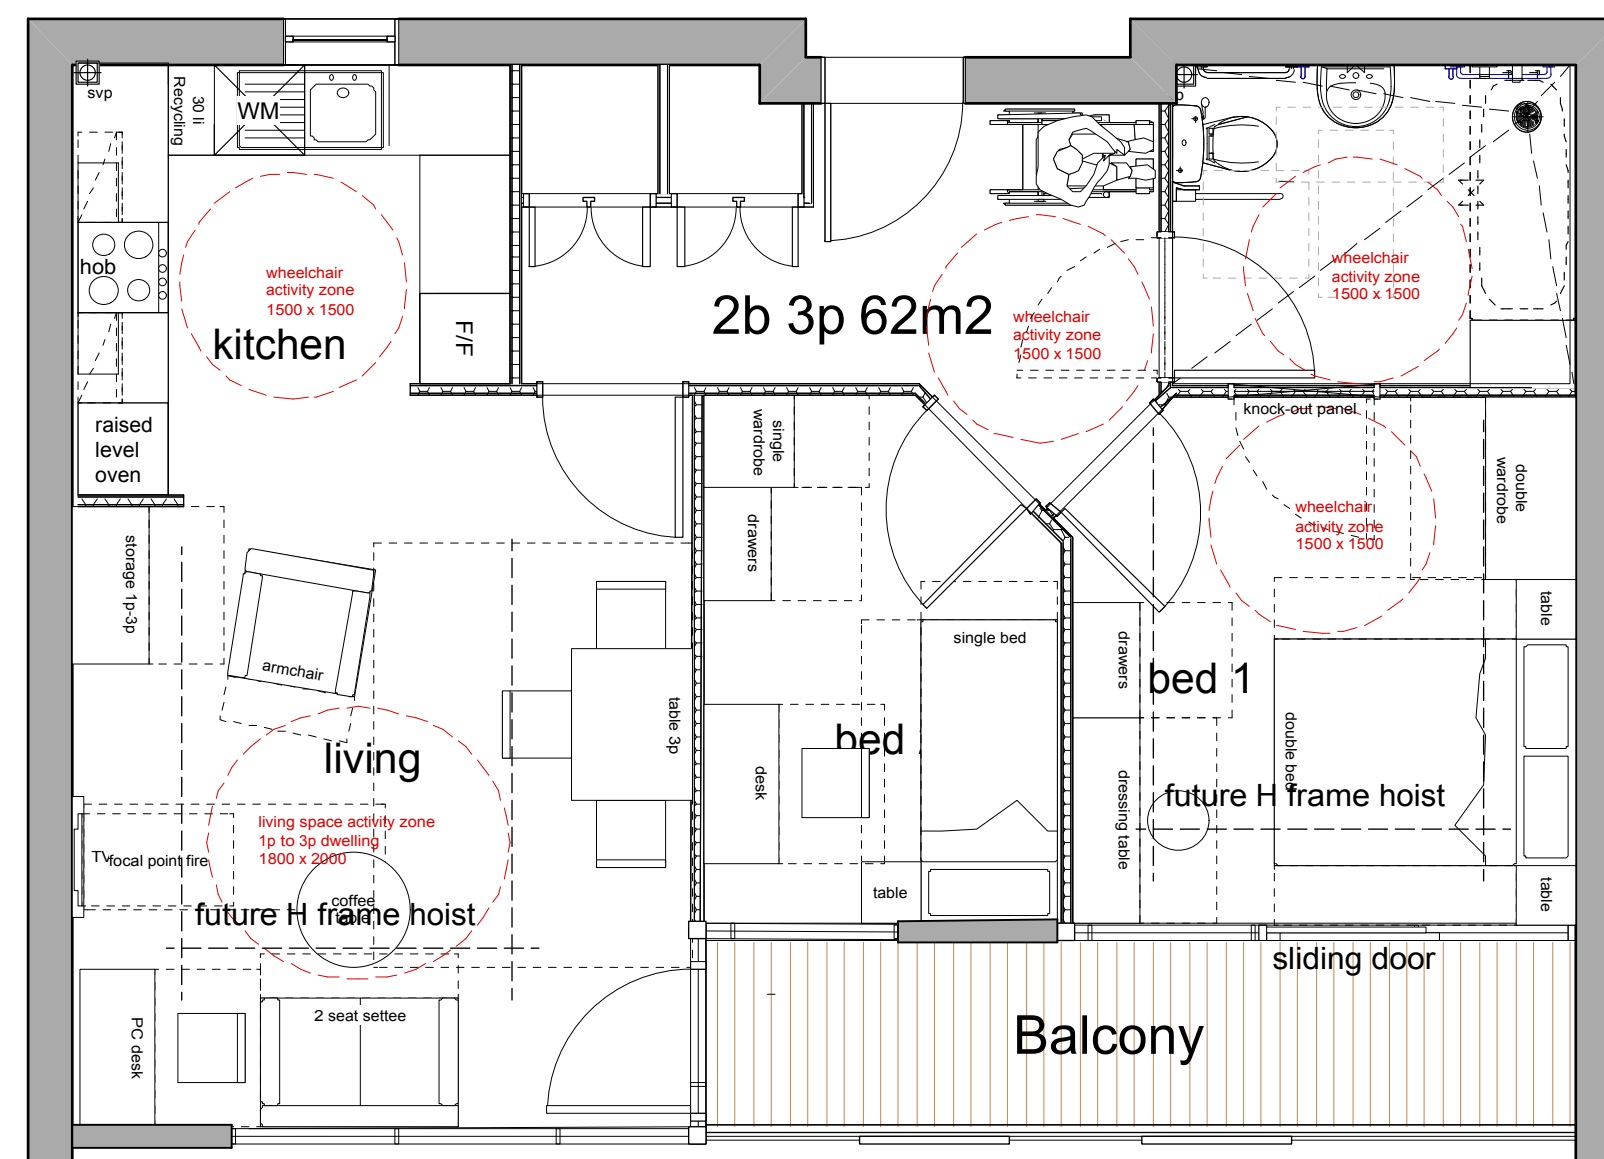 svp
30 li
Recycling
WM
hob
wheelchair
activity zone
1500 x 1500
kitchen
F/F
raised
level
oven
2b 3p 62m2
wheelchair
activity zone
1500 x 1500
wheelchair
activity zone
1500 x 1500
knock-out panel
single
wardrobe
drawers
double
wardrobe
wheelchair
activity zone
1500 x 1500
storage 1p-3p
armchair
living
table 3p
single bed
bed
desk
table
drawers
bed 1
table
double bed
dressing table
future H frame hoist
table
living space activity zone
1p to 3p dwelling
1800 x 2000
TV
focal point fire
coffee
table
future H frame hoist
sliding door
PC desk
2 seat settee
Balcony